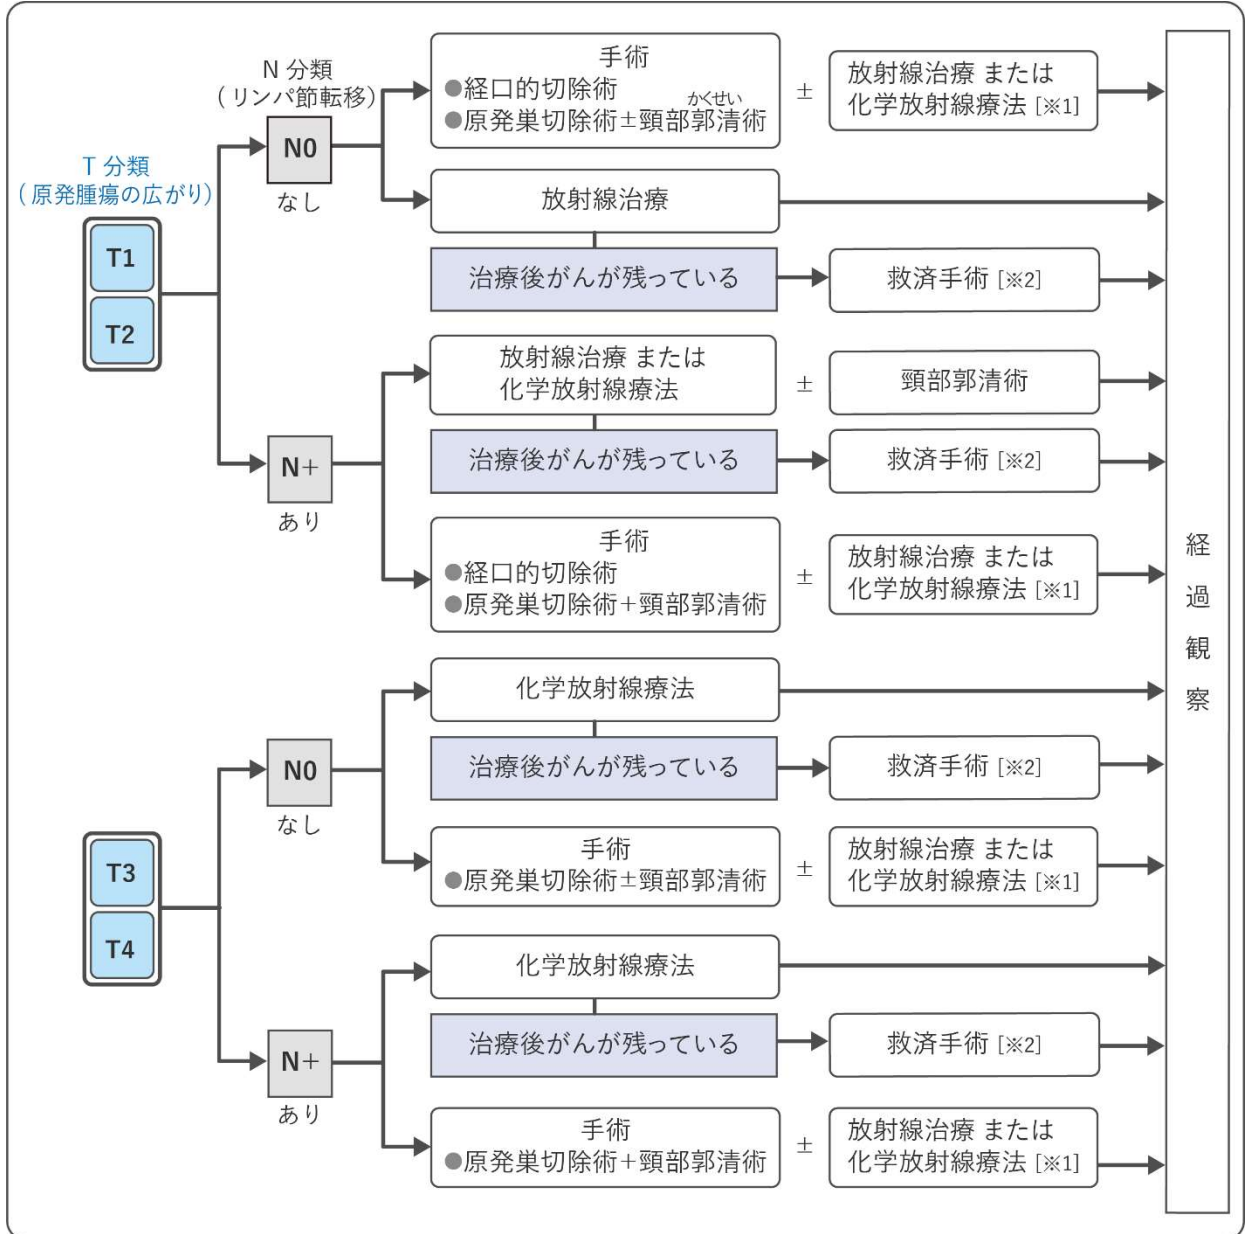 T 分類
(原発腫瘍の広がり)
T1
T2
N 分類
(リンパ節転移)
N0
なし
手術
●経口的切除術
かくせい
●原発巣切除術±頸部郭清術
±
放射線治療 または
化学放射線療法 [※1]
放射線治療
治療後がんが残っている
救済手術 [※2]
N+
あり
放射線治療 または
化学放射線療法
±
頸部郭清術
治療後がんが残っている
救済手術 [※2]
手術
●経口的切除術
●原発巣切除術+頸部郭清術
±
放射線治療 または
化学放射線療法 [※1]
T3
T4
N0
なし
化学放射線療法
治療後がんが残っている
救済手術 [※2]
手術
●原発巣切除術±頸部郭清術
±
放射線治療 または
化学放射線療法 [※1]
N+
あり
化学放射線療法
治療後がんが残っている
救済手術 [※2]
手術
●原発巣切除術+頸部郭清術
±
放射線治療 または
化学放射線療法 [※1]
経過観察